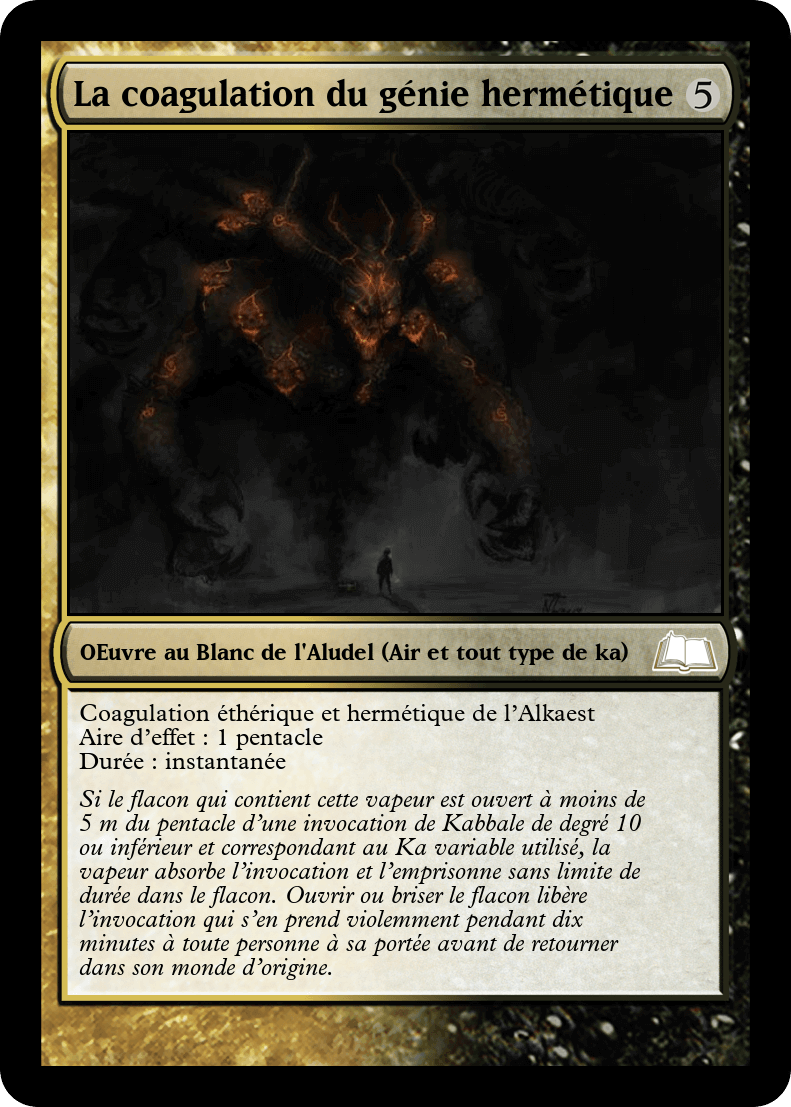 La coagulation du génie hermétique 5
OEuvre au Blanc de l'Aludel (Air et tout type de ka)
Coagulation éthérique et hermétique de l’Alkaest
Aire d’effet : 1 pentacle
Durée : instantanée
Si le flacon qui contient cette vapeur est ouvert à moins de
5 m du pentacle d’une invocation de Kabbale de degré 10
ou inférieur et correspondant au Ka variable utilisé, la
vapeur absorbe l’invocation et l’emprisonne sans limite de
durée dans le flacon. Ouvrir ou briser le flacon libère
l’invocation qui s’en prend violemment pendant dix
minutes à toute personne à sa portée avant de retourner
dans son monde d’origine.